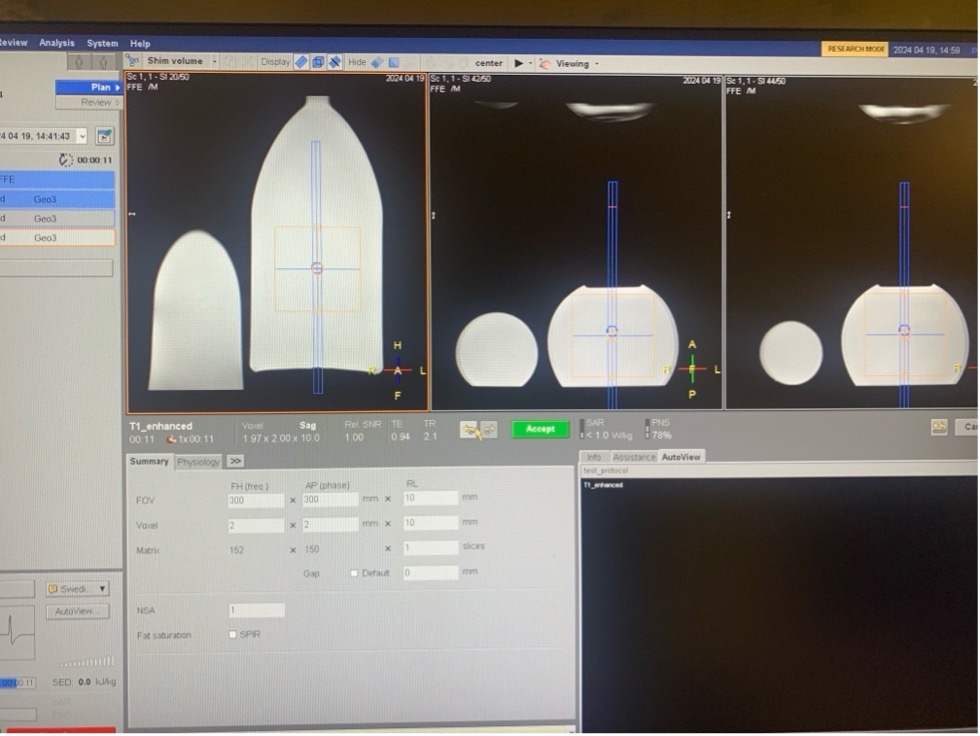 Review Analysis System Help
RESEARCH MODE 2024 04 19, 14:59
Shim volume
Display
Hide
center
Viewing
Plan
Review
Sc 1, 1 - SI 20/50
FFE /M
2024 04 19
Sc 1, 1 - SI 42/50
FFE /M
2024 04 19
Sc 1, 1 - SI 44/50
FFE /M
2
4 04 19, 14:41:43
00:00:11
FFE
d Geo3
d Geo3
d Geo3
H
R A L
F
A
R L
P
R
T1_enhanced
00:11 1x00:11
Voxel
1.97 x 2.00 x 10.0
Sag
Rel. SNR
1.00
TE
0.94
TR
2.1
Accept
SAR
< 1.0 W/kg
PNS
78%
Can
Summary Physiology >>
Info Assistance AutoView
test_protocol
T1_enhanced
FH (freq.) AP (phase) RL
FOV 300 x 300 mm x 10 mm
Voxel 2 x 2 mm x 10 mm
Matrix 152 x 150 x 1 slices
Gap Default 0 mm
NSA 1
Fat saturation SPIR
Swedi...
AutoView...
00:00:11
SED: 0.0 kJ/kg